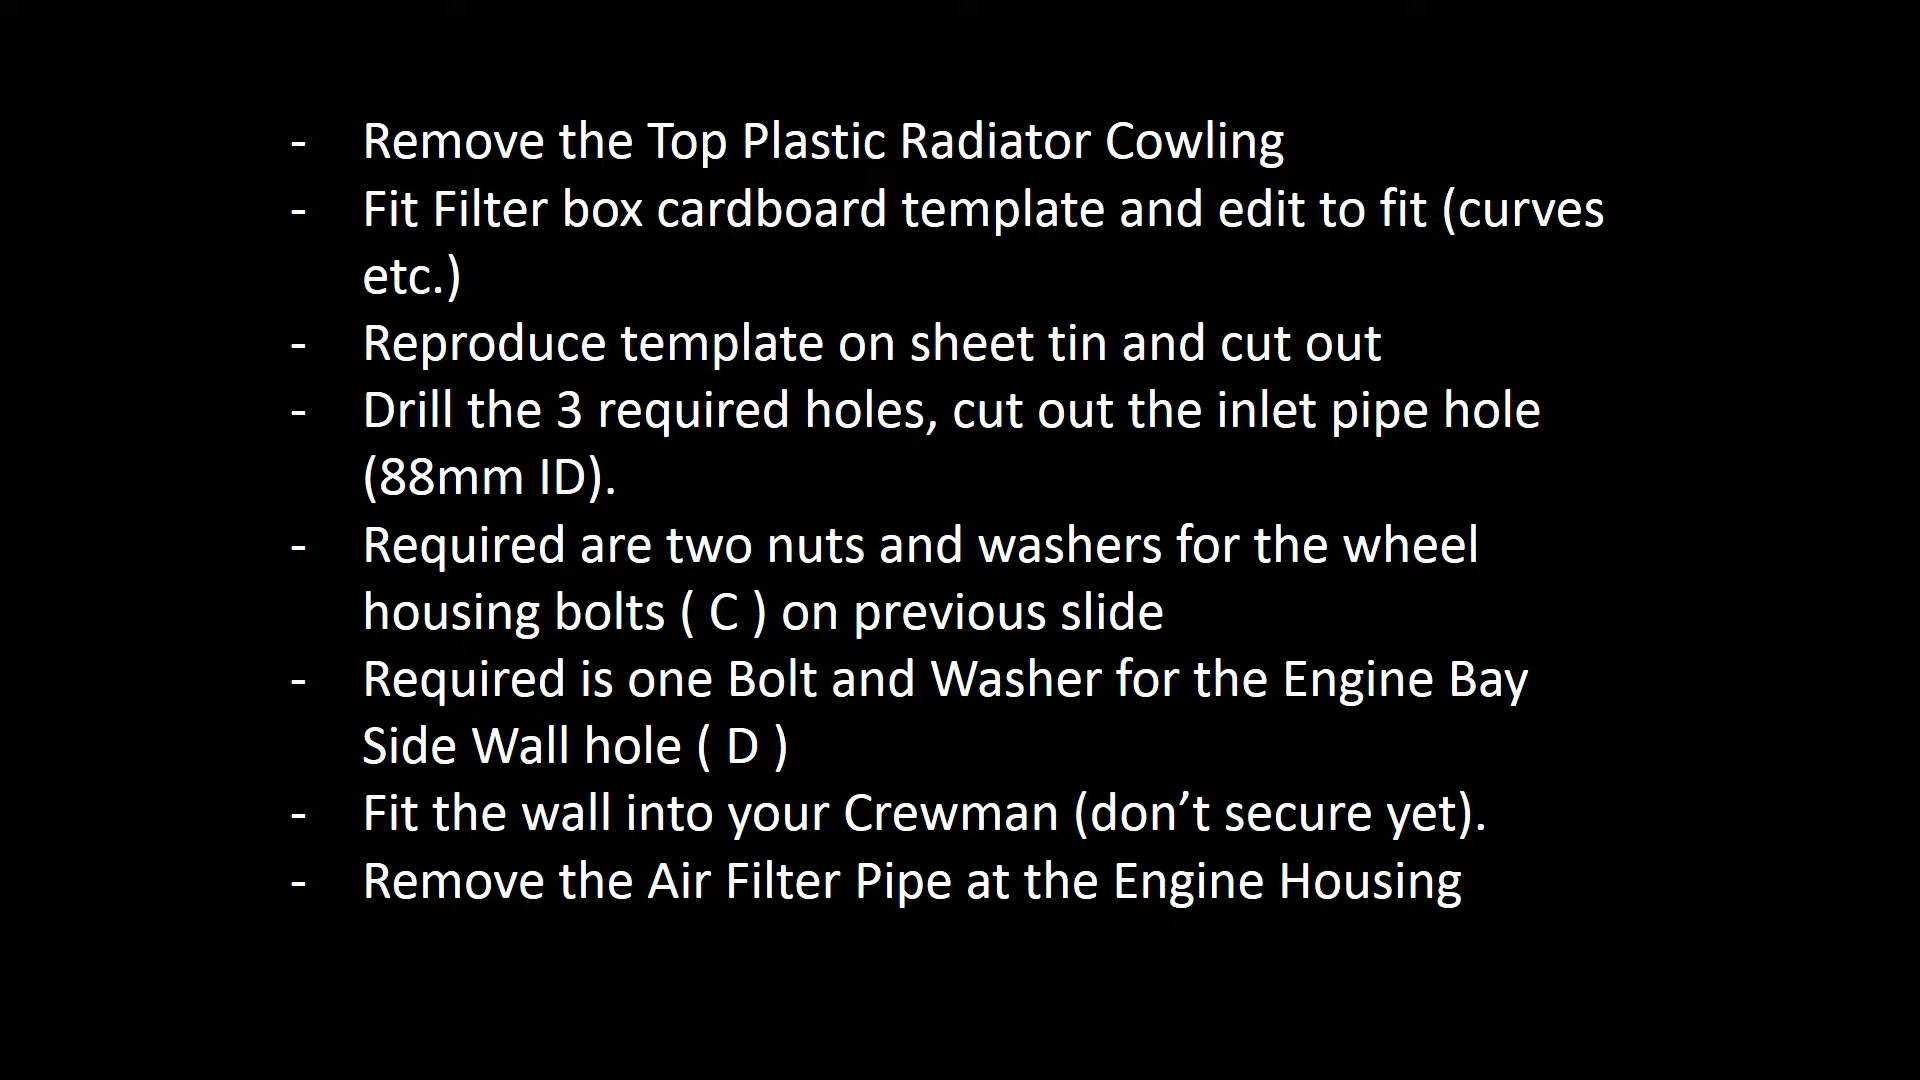 - Remove the Top Plastic Radiator Cowling
- Fit Filter box cardboard template and edit to fit (curves
etc.)
- Reproduce template on sheet tin and cut out
- Drill the 3 required holes, cut out the inlet pipe hole
(88mm ID).
- Required are two nuts and washers for the wheel
housing bolts ( C ) on previous slide
- Required is one Bolt and Washer for the Engine Bay
Side Wall hole ( D )
- Fit the wall into your Crewman (don’t secure yet).
- Remove the Air Filter Pipe at the Engine Housing